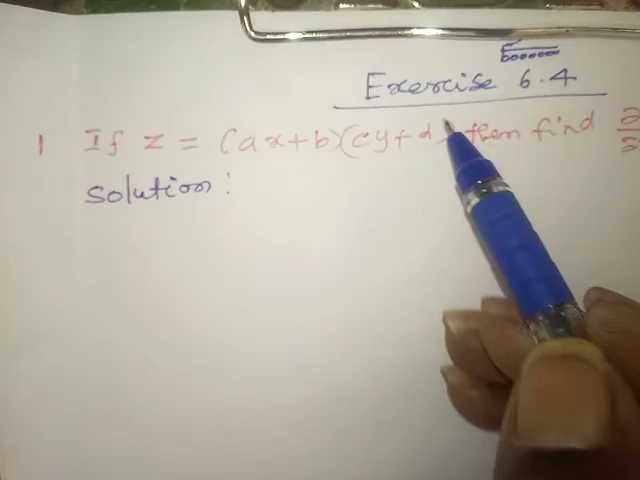 Exercise 6.4
1 If z = (ax+b)(cy+d) then find ∂
Solution: